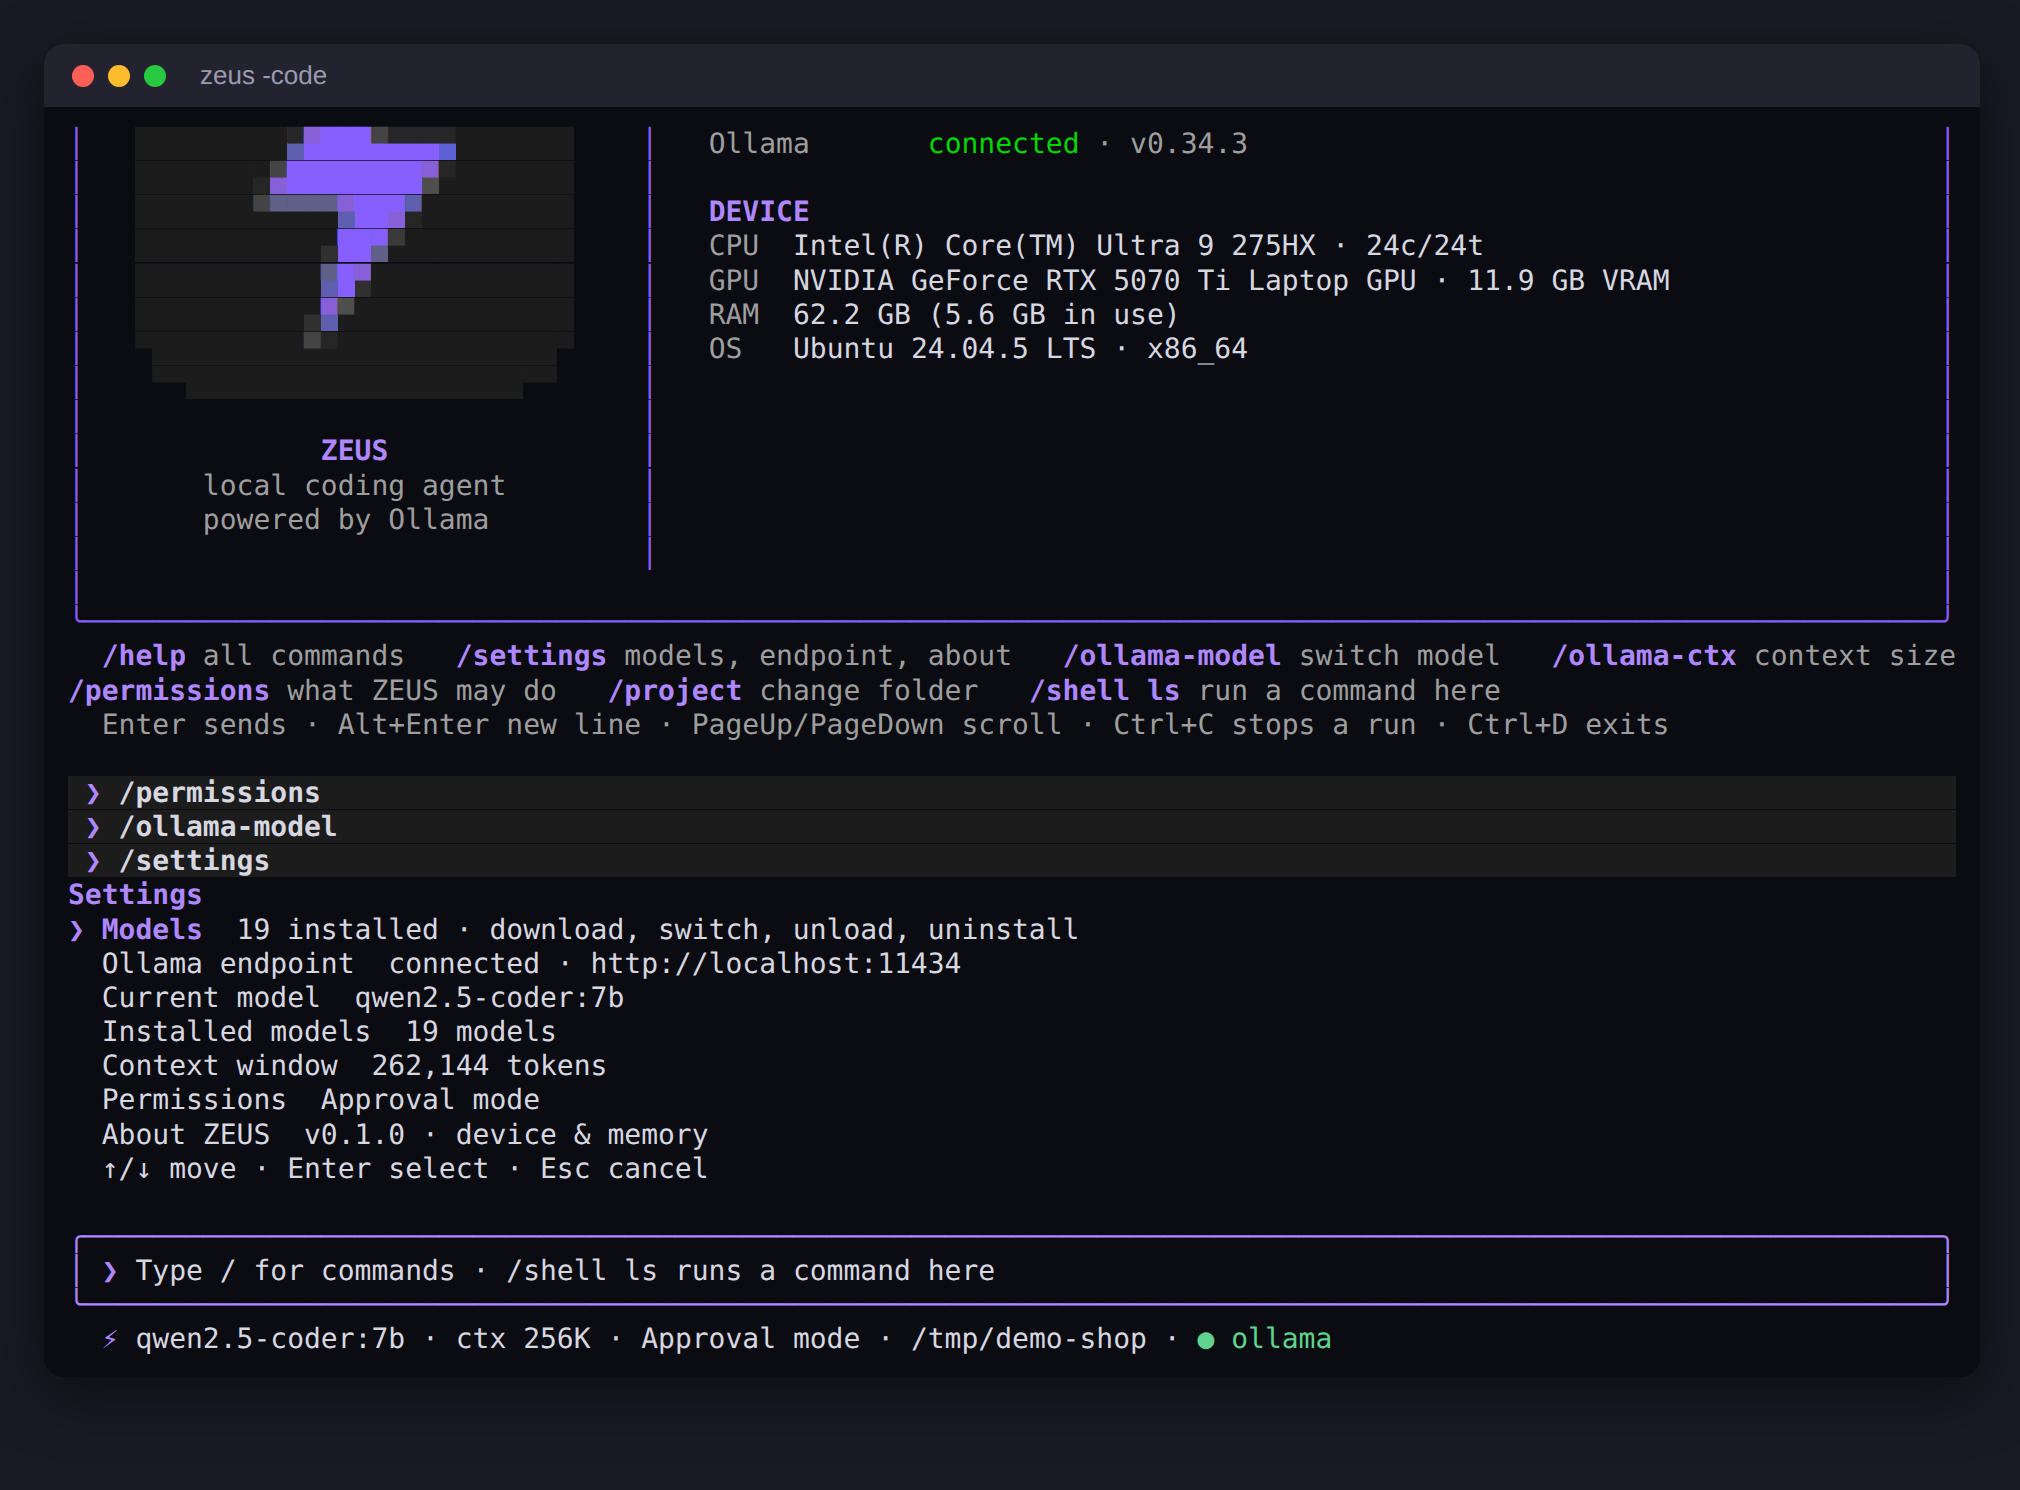 zeus -code
Ollama connected · v0.34.3
DEVICE
CPU Intel(R) Core(TM) Ultra 9 275HX · 24c/24t
GPU NVIDIA GeForce RTX 5070 Ti Laptop GPU · 11.9 GB VRAM
RAM 62.2 GB (5.6 GB in use)
OS Ubuntu 24.04.5 LTS · x86_64
ZEUS
local coding agent
powered by Ollama
/help all commands /settings models, endpoint, about /ollama-model switch model /ollama-ctx context size
/permissions what ZEUS may do /project change folder /shell ls run a command here
Enter sends · Alt+Enter new line · PageUp/PageDown scroll · Ctrl+C stops a run · Ctrl+D exits
❯ /permissions
❯ /ollama-model
❯ /settings
Settings
❯ Models 19 installed · download, switch, unload, uninstall
Ollama endpoint connected · http://localhost:11434
Current model qwen2.5-coder:7b
Installed models 19 models
Context window 262,144 tokens
Permissions Approval mode
About ZEUS v0.1.0 · device & memory
↑/↓ move · Enter select · Esc cancel
❯ Type / for commands · /shell ls runs a command here
⚡ qwen2.5-coder:7b · ctx 256K · Approval mode · /tmp/demo-shop · ● ollama